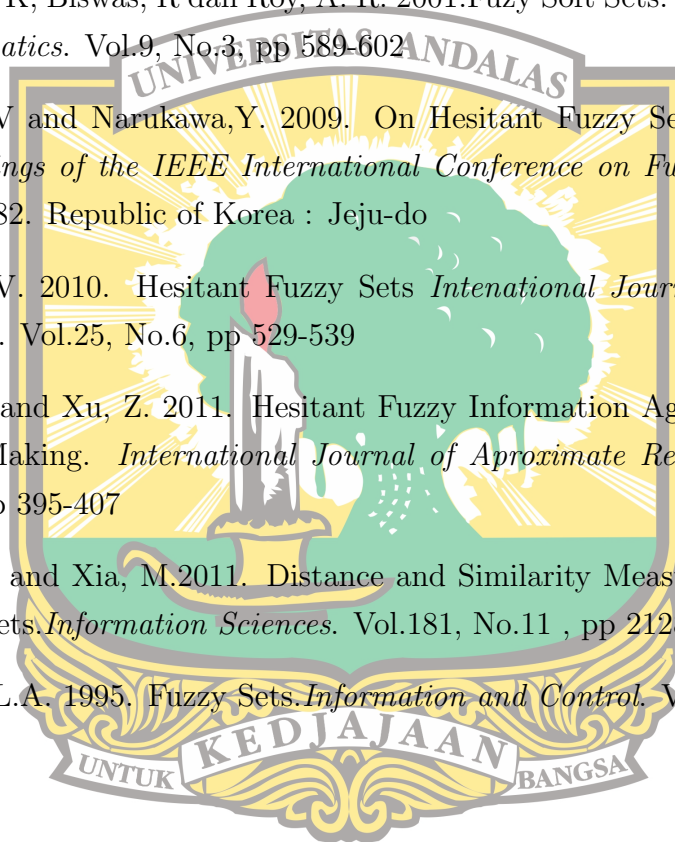 K, Biswas, R dan Roy, A. R. 2001.Fuzy Soft Sets.
atics. Vol.9, No.3, pp 589-602
UNIVERSITAS ANDALAS
V and Narukawa,Y. 2009. On Hesitant Fuzzy Se
ings of the IEEE International Conference on Fu
82. Republic of Korea : Jeju-do
V. 2010. Hesitant Fuzzy Sets Intenational Jour
. Vol.25, No.6, pp 529-539
and Xu, Z. 2011. Hesitant Fuzzy Information Ag
Making. International Journal of Aproximate Re
p 395-407
and Xia, M.2011. Distance and Similarity Meas
ets.Information Sciences. Vol.181, No.11 , pp 212
L.A. 1995. Fuzzy Sets.Information and Control. V
UNTUK KEDJAJAAN BANGSA